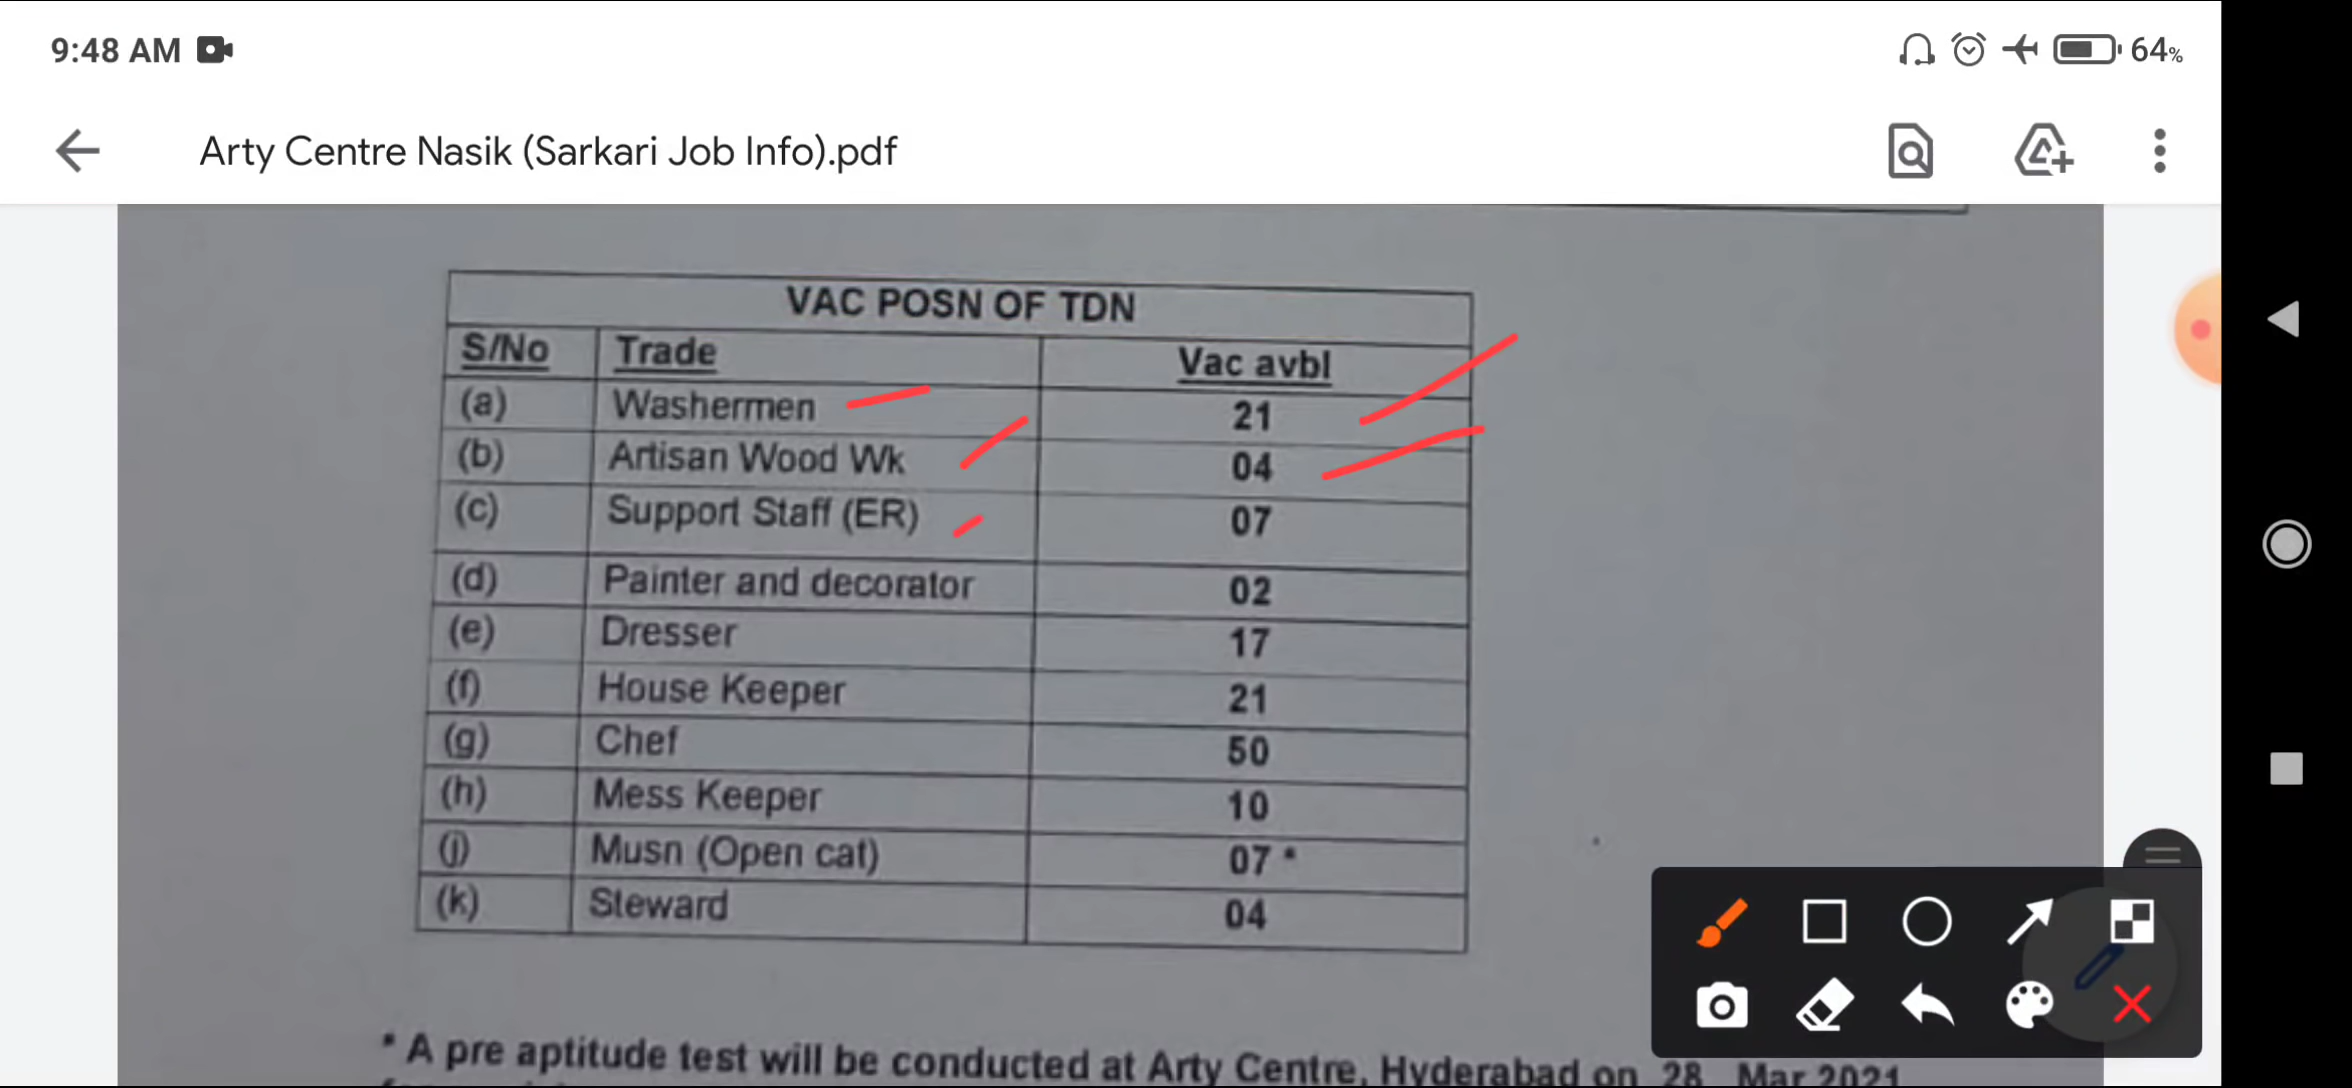 9:48 AM
64%
Arty Centre Nasik (Sarkari Job Info).pdf
VAC POSN OF TDN
S/No Trade Vac avbl
(a) Washermen 21
(b) Artisan Wood Wk 04
(c) Support Staff (ER) 07
(d) Painter and decorator 02
(e) Dresser 17
(f) House Keeper 21
(g) Chef 50
(h) Mess Keeper 10
(j) Musn (Open cat) 07 *
(k) Steward 04
* A pre aptitude test will be conducted at Arty Centre, Hyderabad on 28 Mar 2021